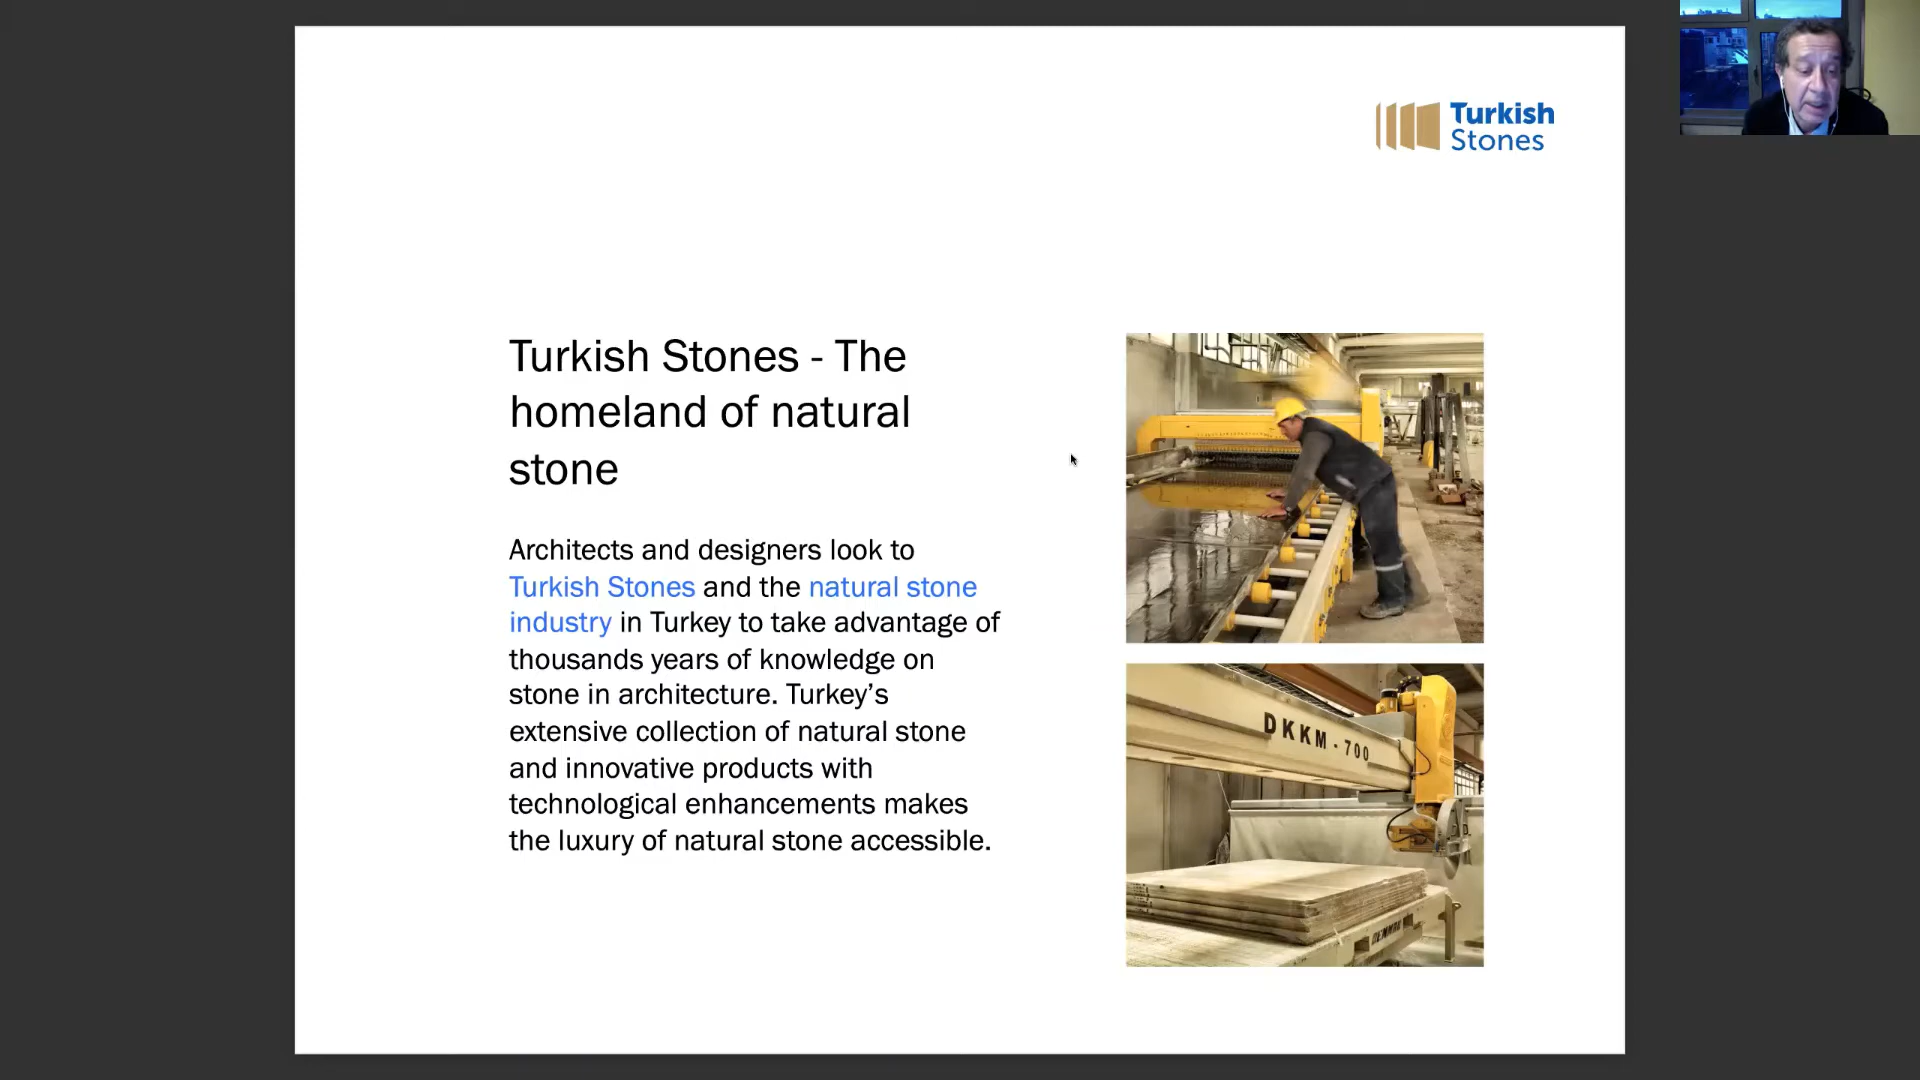 Turkish
Stones
Turkish Stones - The
homeland of natural
stone
Architects and designers look to
Turkish Stones and the natural stone
industry in Turkey to take advantage of
thousands years of knowledge on
stone in architecture. Turkey’s
extensive collection of natural stone
and innovative products with
technological enhancements makes
the luxury of natural stone accessible.
DKKM - 700